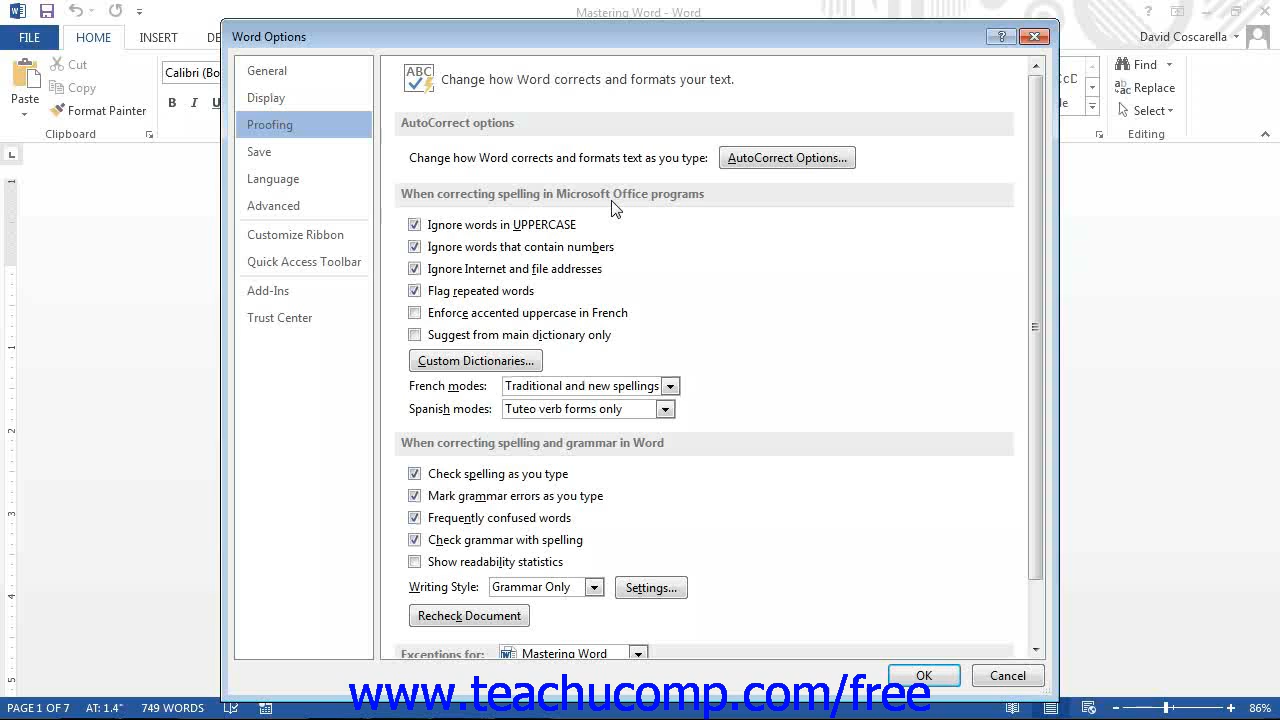 Mastering Word - Word
FILE HOME INSERT DE
David Coscarella
Cut
Copy
Paste
Format Painter
Clipboard
Calibri (Bo
B I U
Find
Replace
Select
Editing
Word Options
General
Display
Proofing
Save
Language
Advanced
Customize Ribbon
Quick Access Toolbar
Add-Ins
Trust Center
ABC
Change how Word corrects and formats your text.
AutoCorrect options
Change how Word corrects and formats text as you type: AutoCorrect Options...
When correcting spelling in Microsoft Office programs
Ignore words in UPPERCASE
Ignore words that contain numbers
Ignore Internet and file addresses
Flag repeated words
Enforce accented uppercase in French
Suggest from main dictionary only
Custom Dictionaries...
French modes: Traditional and new spellings
Spanish modes: Tuteo verb forms only
When correcting spelling and grammar in Word
Check spelling as you type
Mark grammar errors as you type
Frequently confused words
Check grammar with spelling
Show readability statistics
Writing Style: Grammar Only Settings...
Recheck Document
Exceptions for: Mastering Word
OK Cancel
www.teachucomp.com/free
PAGE 1 OF 7 AT: 1.4" 749 WORDS 86%